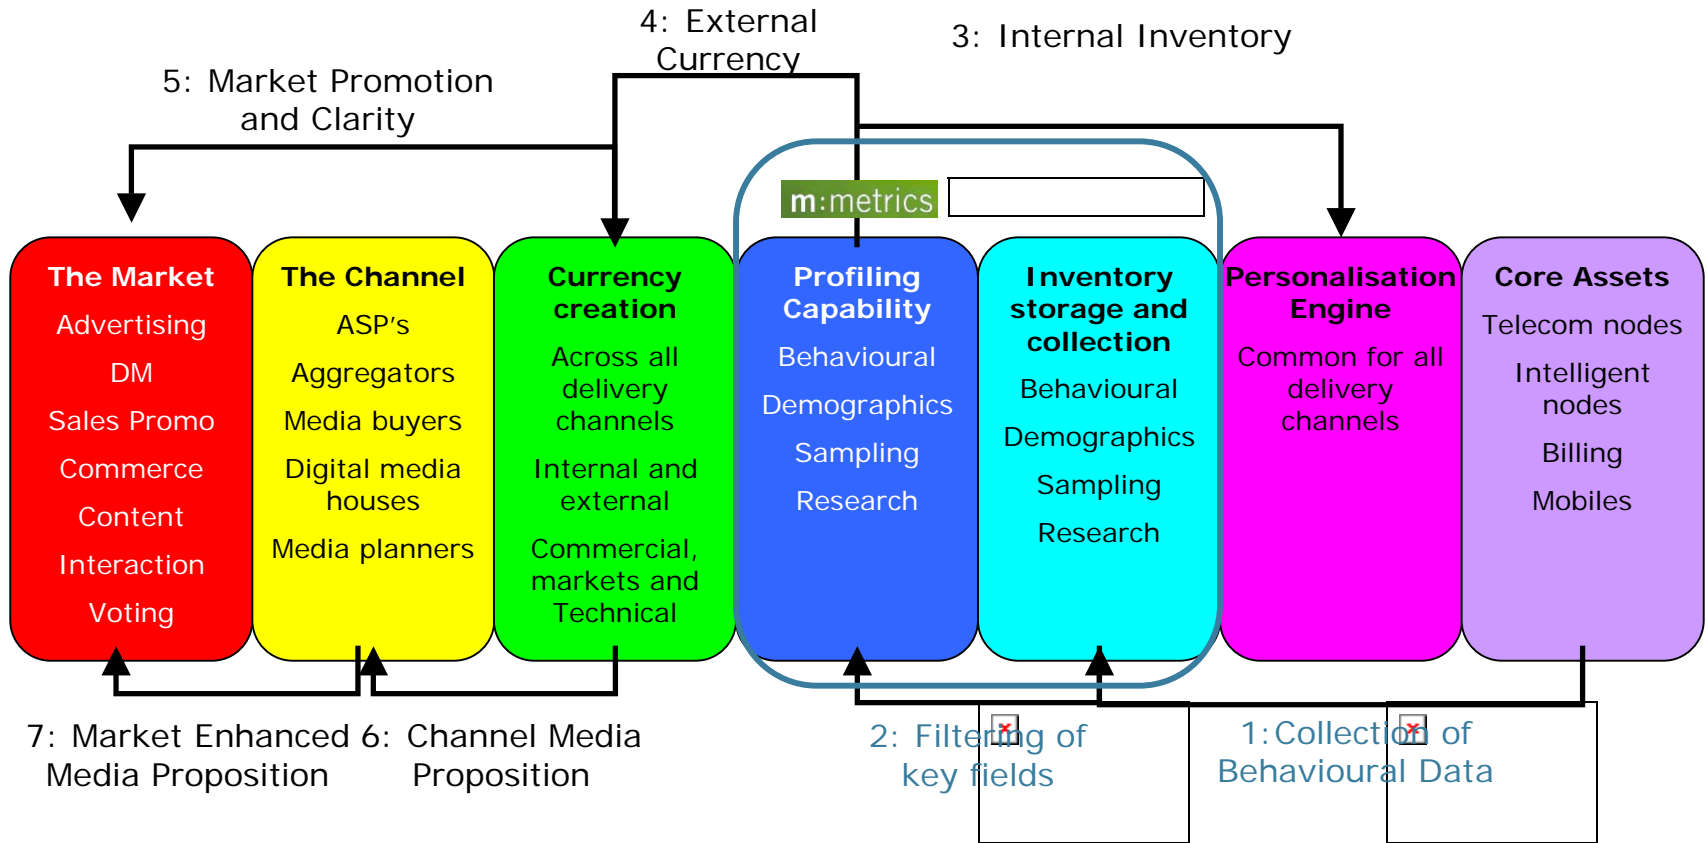 4: External
Currency
3: Internal Inventory
5: Market Promotion
and Clarity
m:metrics
The Market
Advertising
DM
Sales Promo
Commerce
Content
Interaction
Voting
The Channel
ASP's
Aggregators
Media buyers
Digital media
houses
Media planners
Currency
creation
Across all
delivery
channels
Internal and
external
Commercial,
markets and
Technical
Profiling
Capability
Behavioural
Demographics
Sampling
Research
Inventory
storage and
collection
Behavioural
Demographics
Sampling
Research
Personalisation
Engine
Common for all
delivery
channels
Core Assets
Telecom nodes
Intelligent
nodes
Billing
Mobiles
7: Market Enhanced
Media Proposition
6: Channel Media
Proposition
2: Filtering of
key fields
1:Collection of
Behavioural Data